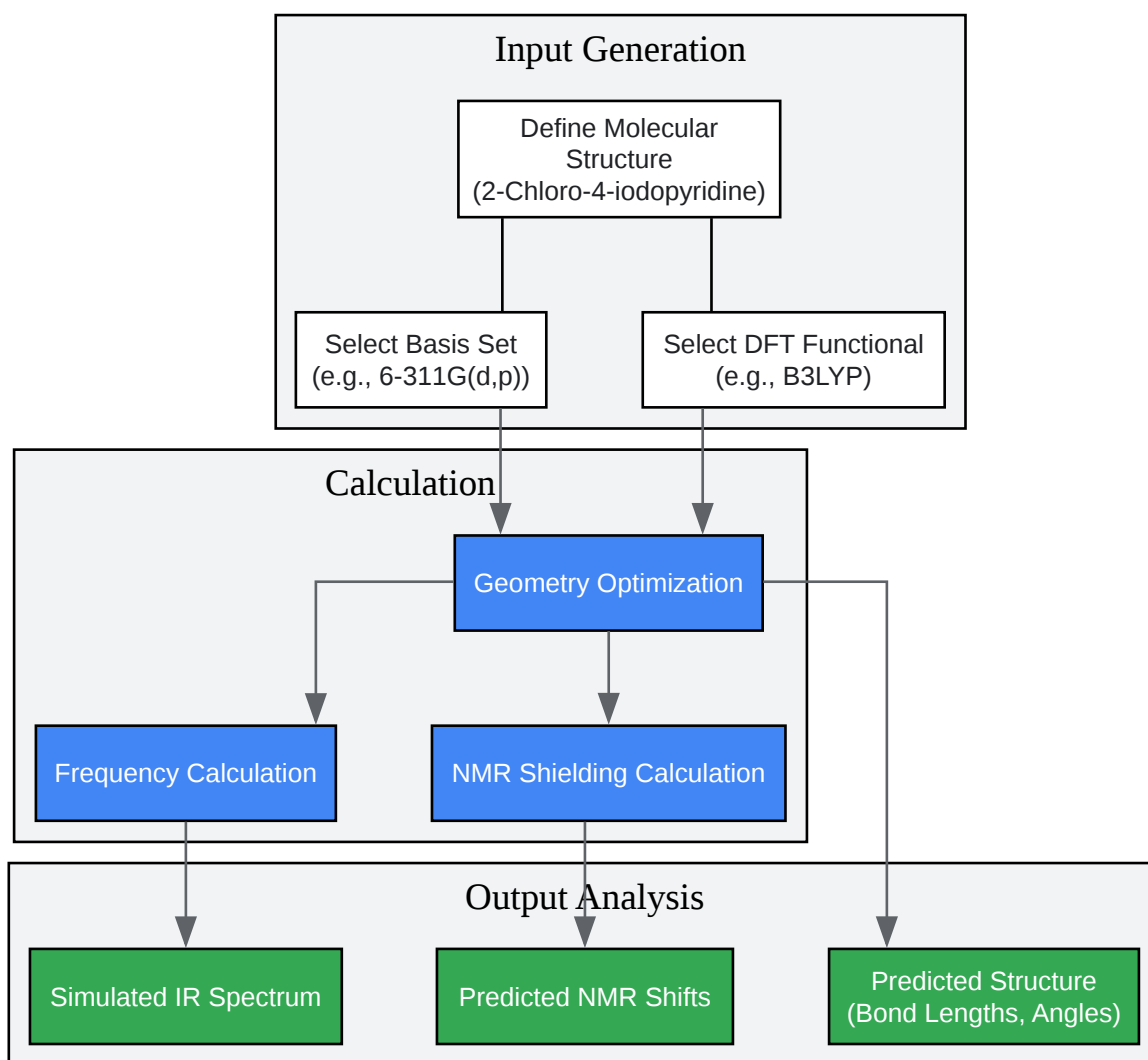 Input Generation
Define Molecular
Structure
(2-Chloro-4-iodopyridine)
Select Basis Set
(e.g., 6-311G(d,p))
Select DFT Functional
(e.g., B3LYP)
Calculation
Geometry Optimization
Frequency Calculation
NMR Shielding Calculation
Output Analysis
Simulated IR Spectrum
Predicted NMR Shifts
Predicted Structure
(Bond Lengths, Angles)